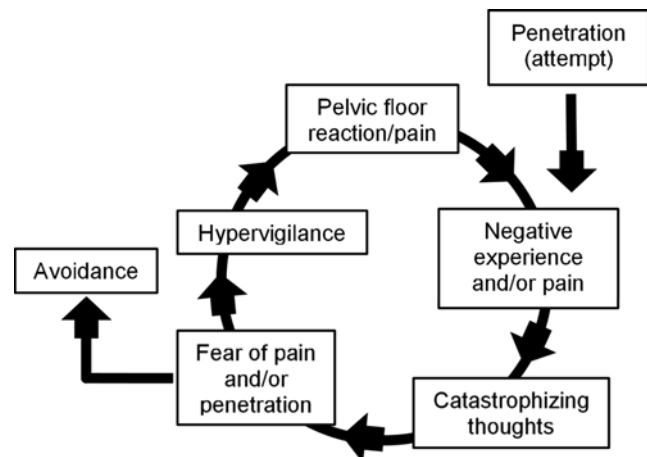 Penetration
(attempt)
Pelvic floor
reaction/pain
Hypervigilance
Negative
experience
and/or pain
Avoidance
Fear of pain
and/or
penetration
Catastrophizing
thoughts